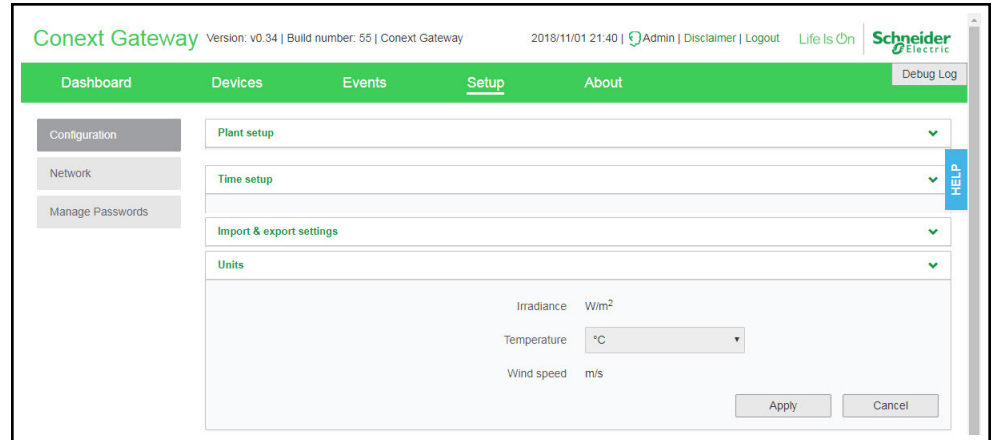 Conext Gateway Version: v0.34 | Build number: 55 | Conext Gateway 2018/11/01 21:40 | Admin | Disclaimer | Logout Life Is On Schneider Electric
Dashboard Devices Events Setup About Debug Log
Configuration
Network
Manage Passwords
Plant setup
Time setup
Import & export settings
Units
Irradiance W/m²
Temperature °C
Wind speed m/s
Apply Cancel
HELP